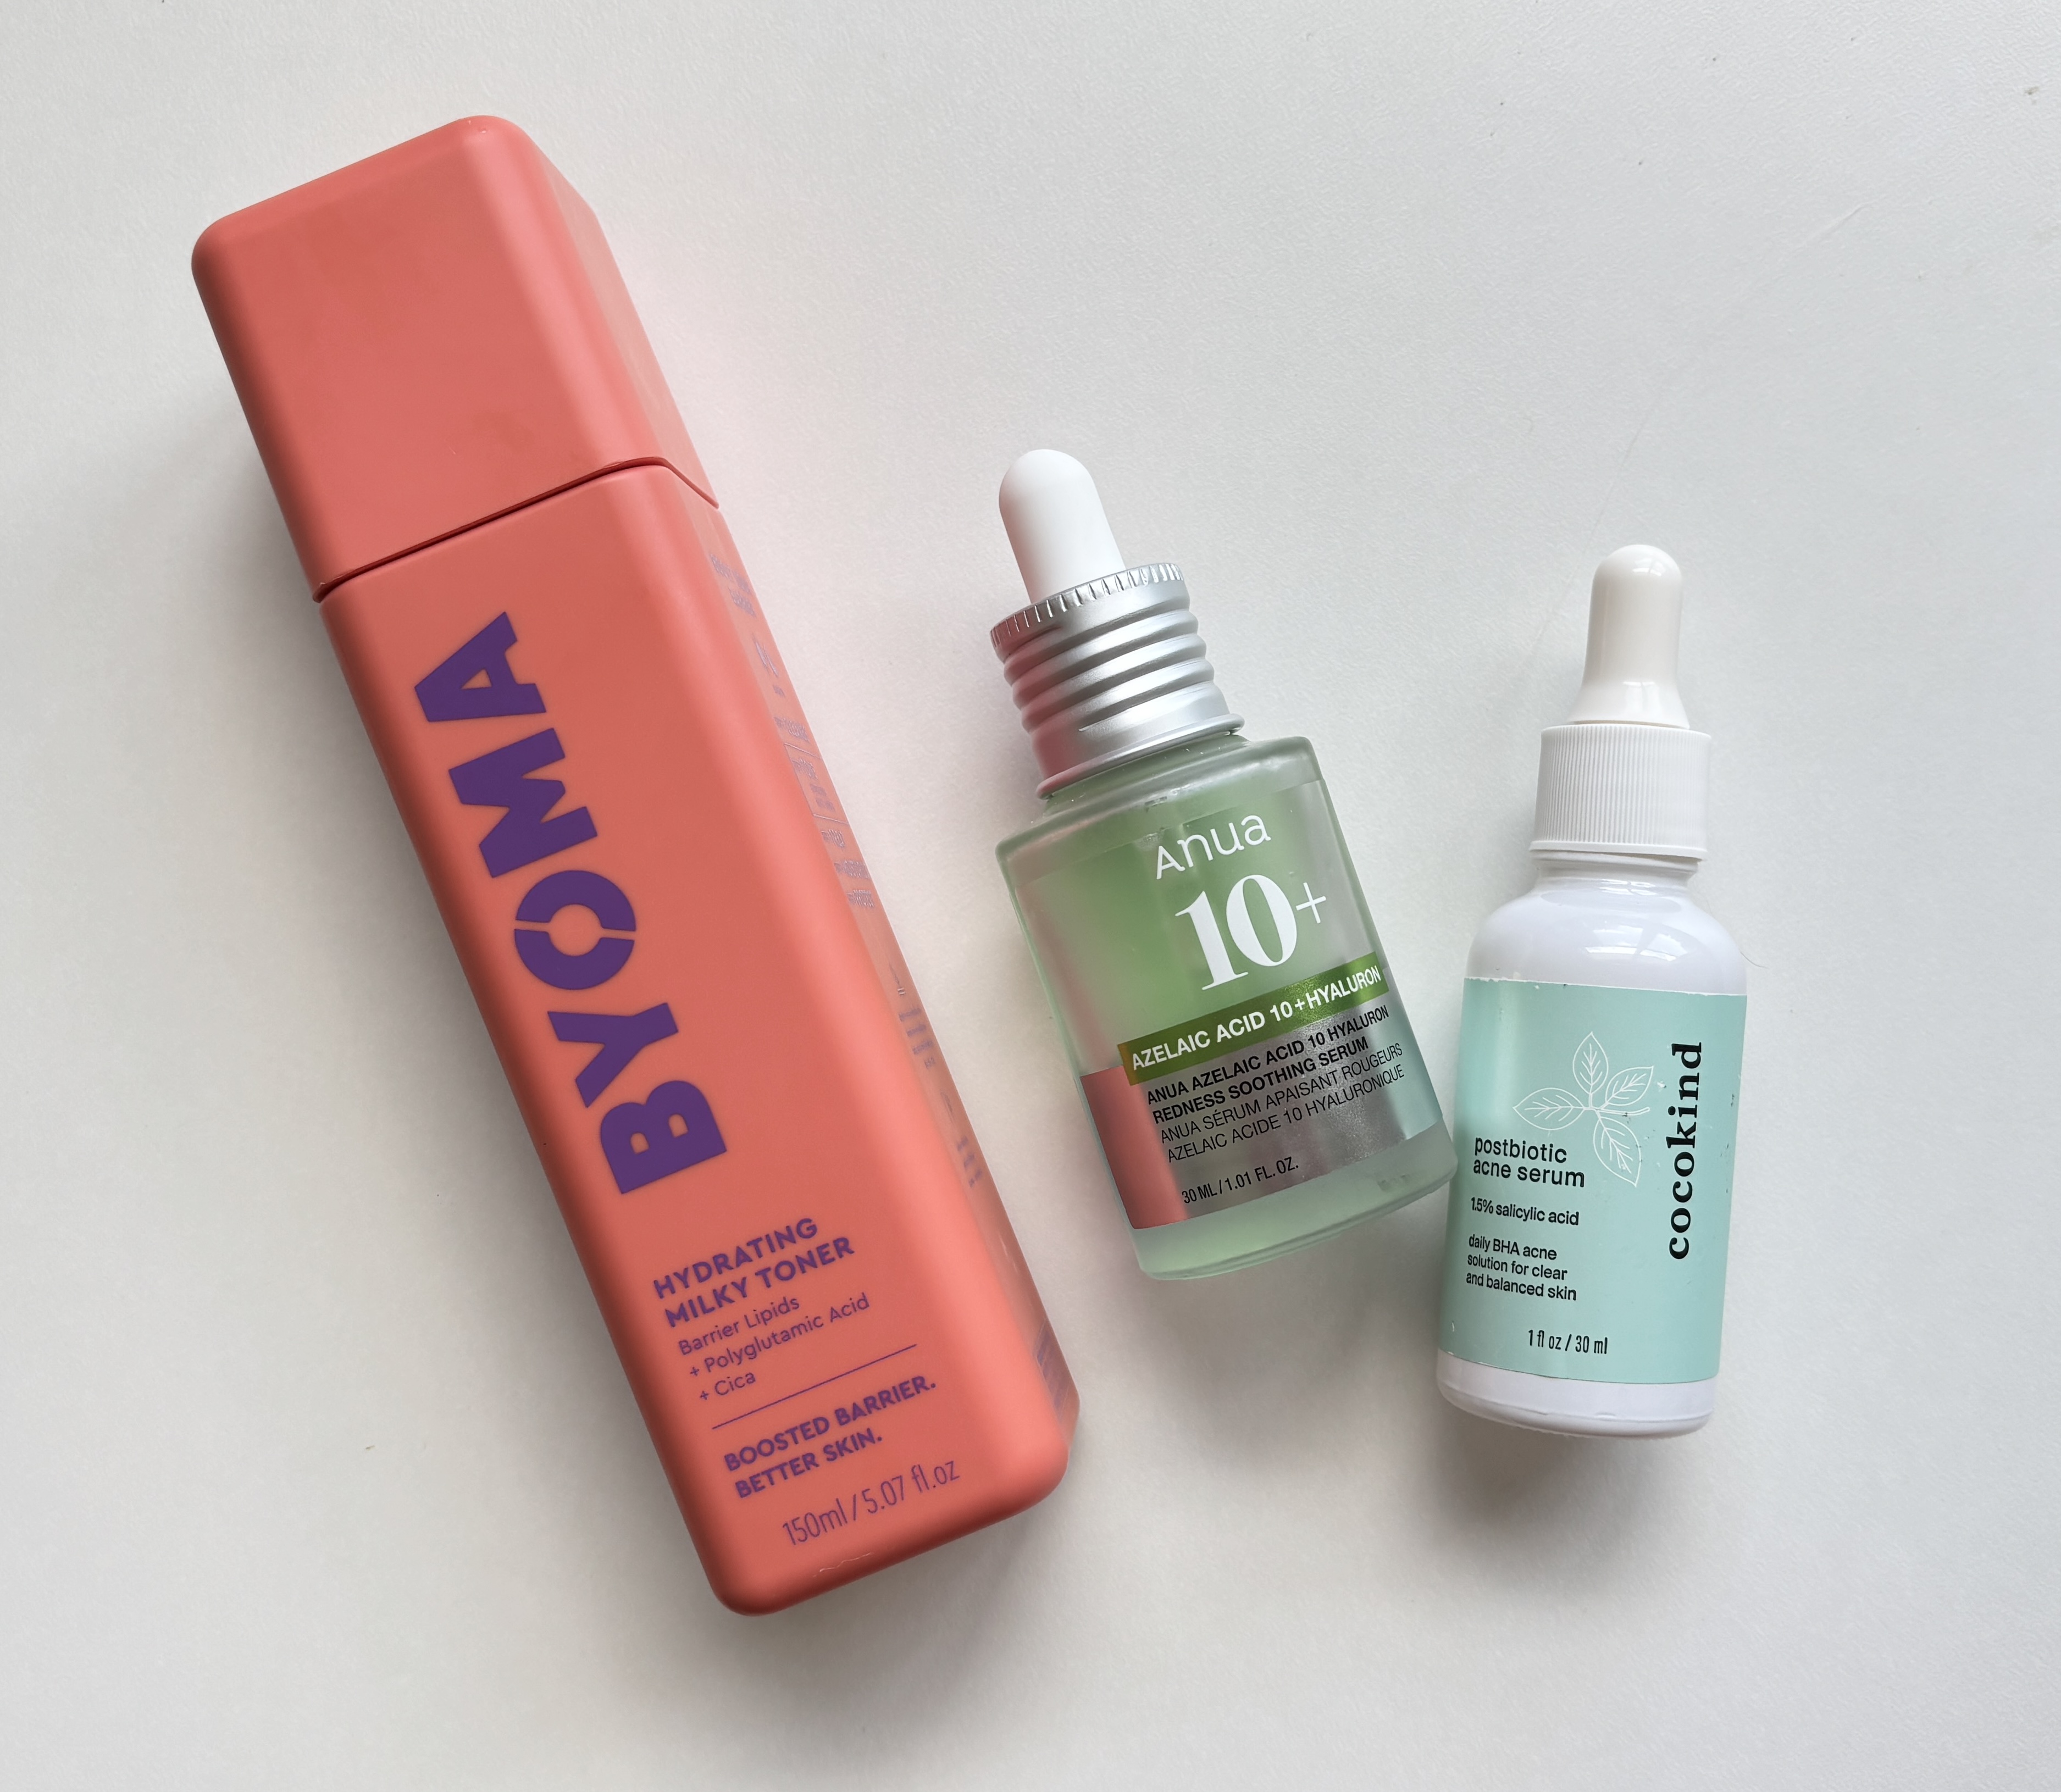 BYOMA
HYDRATING
MILKY TONER
Barrier Lipids
+ Polyglutamic Acid
+ Cica
BOOSTED BARRIER.
BETTER SKIN.
150ml / 5.07 fl.oz
Anua
10+
AZELAIC ACID 10+HYALURON
ANUA AZELAIC ACID 10 HYALURON
REDNESS SOOTHING SERUM
ANUA SÉRUM APAISANT ROUGEURS
AZELAIC ACIDE 10 HYALURONIQUE
30 ML / 1.01 FL. OZ.
cocokind
postbiotic
acne serum
1.5% salicylic acid
daily BHA acne
solution for clear
and balanced skin
1 fl oz / 30 ml